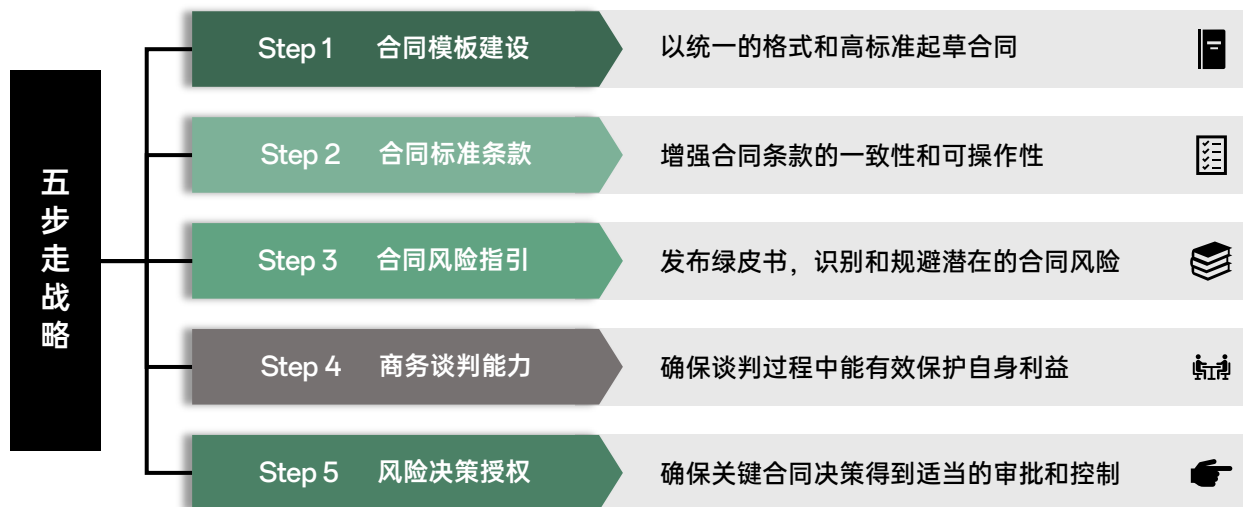 五步走战略
Step 1 合同模板建设 以统一的格式和高标准起草合同
Step 2 合同标准条款 增强合同条款的一致性和可操作性
Step 3 合同风险指引 发布绿皮书，识别和规避潜在的合同风险
Step 4 商务谈判能力 确保谈判过程中能有效保护自身利益
Step 5 风险决策授权 确保关键合同决策得到适当的审批和控制